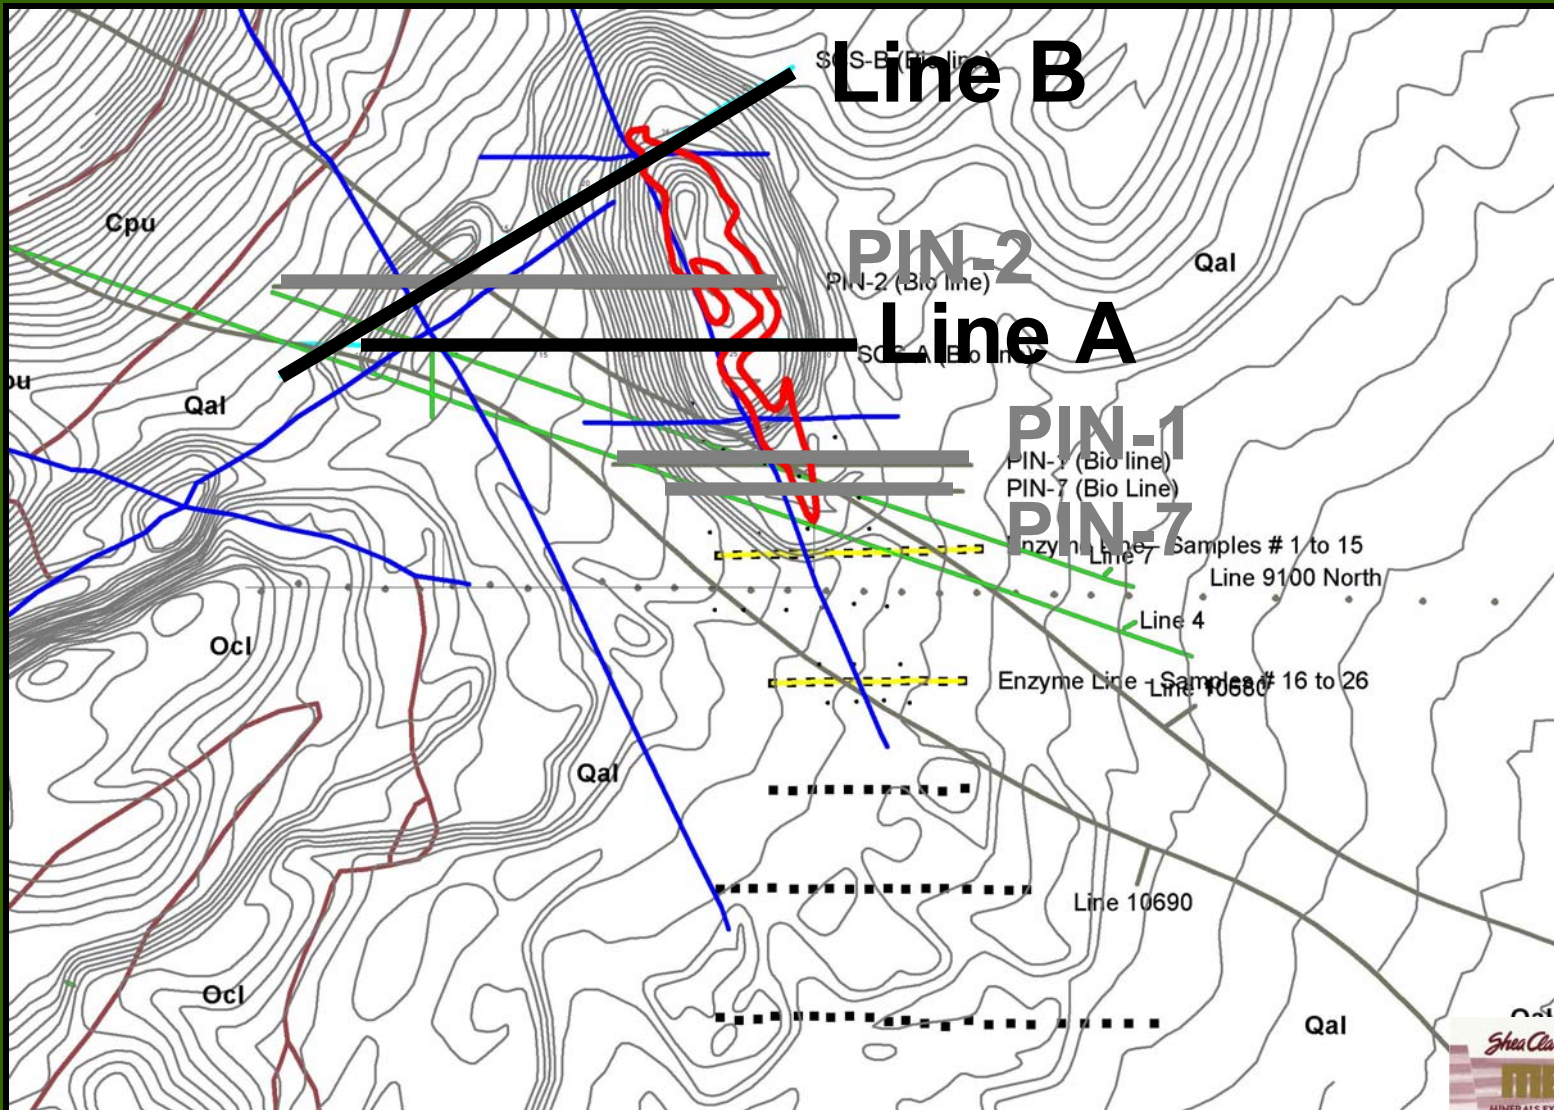 SGS-B (Bio line)
Line B
Cpu
PIN-2
Qal
PIN-2 (Bio line)
Line A
SGS-A (Bio line)
15
25
Qal
PIN-1
PIN-1 (Bio line)
PIN-7 (Bio Line)
PIN-7
Enzyme Line - Samples # 1 to 15
Line 7
Line 9100 North
Line 4
Ocl
Enzyme Line - Samples # 16 to 26
Line 10680
Qal
Line 10690
Ocl
Qal